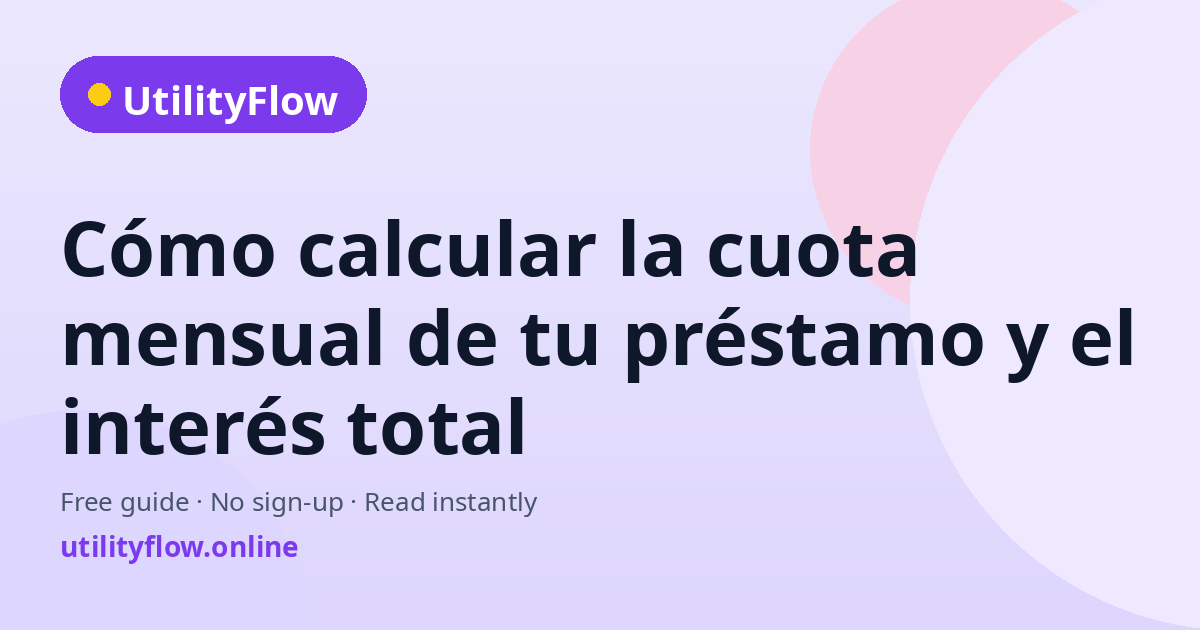 UtilityFlow
Cómo calcular la cuota
mensual de tu préstamo y el
interés total
Free guide · No sign-up · Read instantly
utilityflow.online